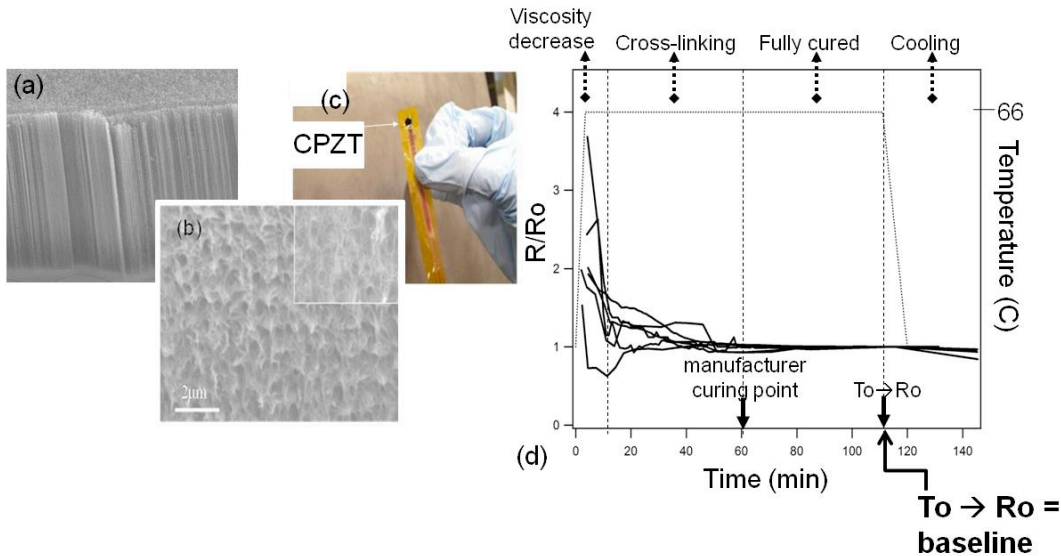 (a)
(b)
2μm
(c)
CPZT
(d)
Viscosity
decrease
Cross-linking
Fully cured
Cooling
R/Ro
4
3
2
1
0
66
Temperature (C)
manufacturer
curing point
To→Ro
0
20
40
60
80
100
120
140
Time (min)
To → Ro =
baseline